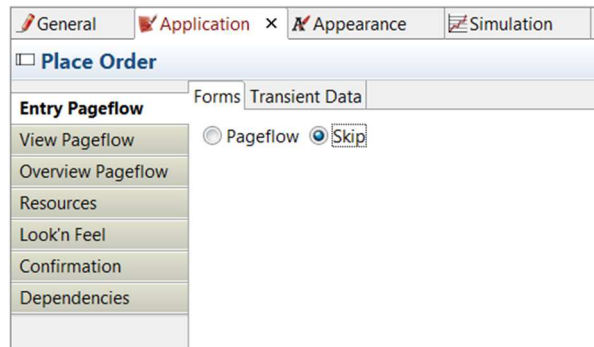 General Application × Appearance Simulation
Place Order
Entry Pageflow
View Pageflow
Overview Pageflow
Resources
Look'n Feel
Confirmation
Dependencies
Forms Transient Data
Pageflow Skip